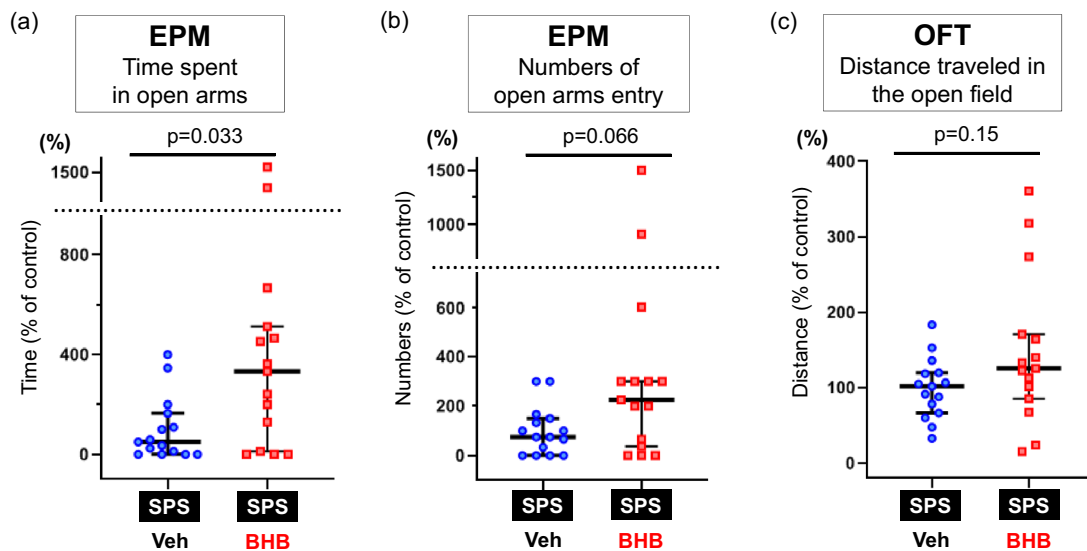 (a)
EPM
Time spent
in open arms
(%)
p=0.033
1500
800
400
0
Time (% of control)
SPS
SPS
Veh
BHB
(b)
EPM
Numbers of
open arms entry
(%)
p=0.066
1500
1000
600
400
200
0
Numbers (% of control)
SPS
SPS
Veh
BHB
(c)
OFT
Distance traveled in
the open field
(%)
p=0.15
400
300
200
100
0
Distance (% of control)
SPS
SPS
Veh
BHB